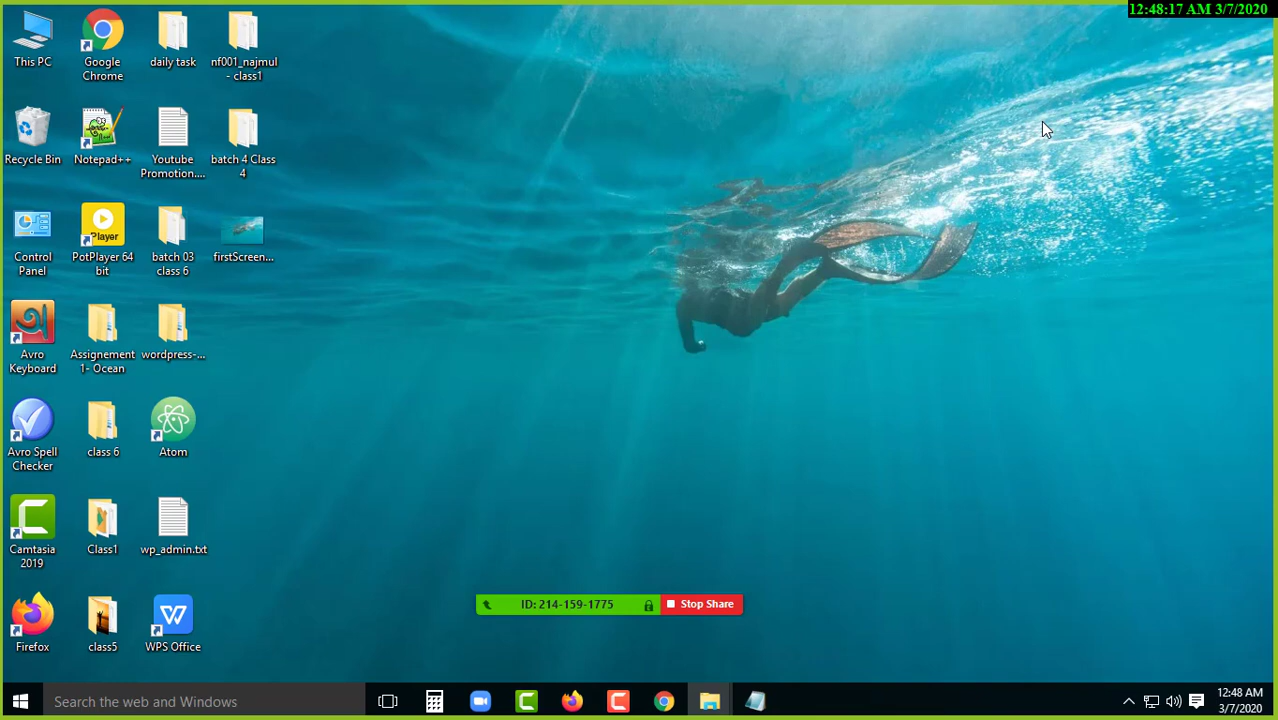 12:48:17 AM 3/7/2020
This PC
Google
Chrome
daily task
nf001_najmul
- class1
Recycle Bin
Notepad++
Youtube
Promotion....
batch 4 Class
4
Control
Panel
Player
PotPlayer 64
bit
batch 03
class 6
firstScreen...
Avro
Keyboard
Assignement
1- Ocean
wordpress-...
Avro Spell
Checker
class 6
Atom
Camtasia
2019
Class1
wp_admin.txt
Firefox
class5
WPS Office
ID: 214-159-1775
Stop Share
Search the web and Windows
12:48 AM
3/7/2020